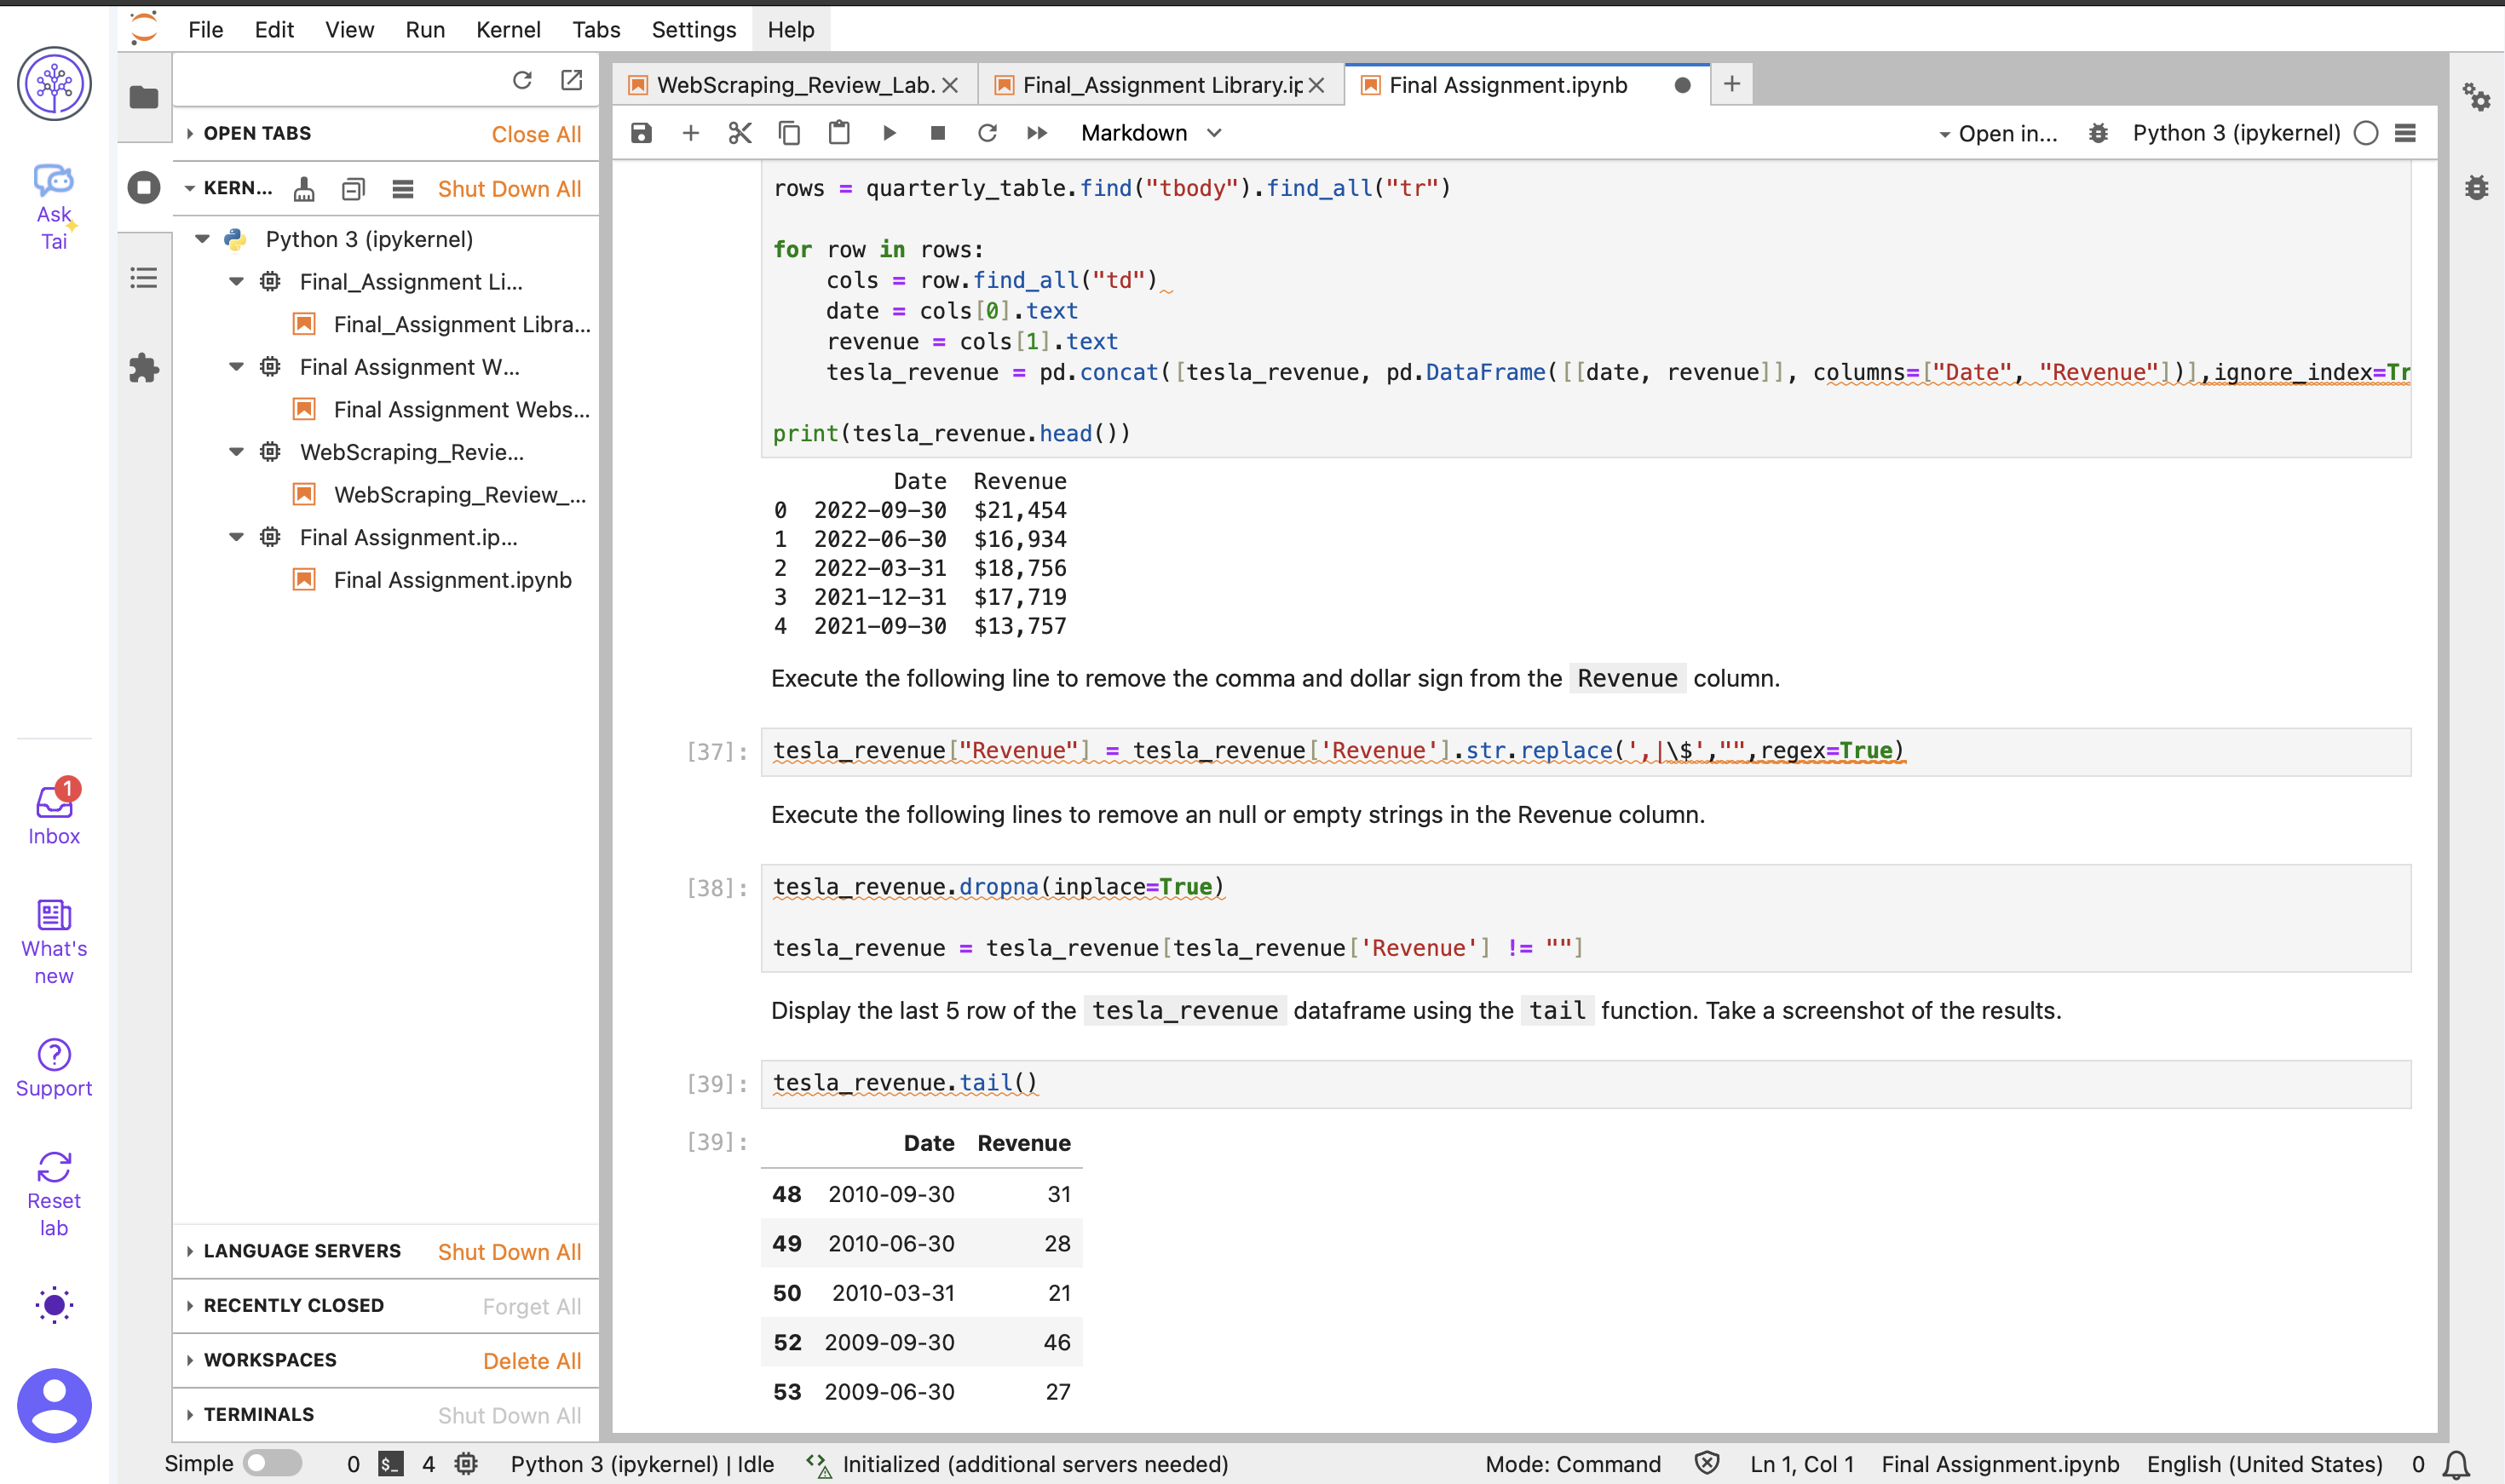 File Edit View Run Kernel Tabs Settings Help
Ask
Tai
Inbox
1
What's
new
Support
Reset
lab
OPEN TABS Close All
KERN... Shut Down All
Python 3 (ipykernel)
Final_Assignment Li...
Final_Assignment Libra...
Final Assignment W...
Final Assignment Webs...
WebScraping_Revie...
WebScraping_Review_...
Final Assignment.ip...
Final Assignment.ipynb
LANGUAGE SERVERS Shut Down All
RECENTLY CLOSED Forget All
WORKSPACES Delete All
TERMINALS Shut Down All
WebScraping_Review_Lab. Final_Assignment Library.ip Final Assignment.ipynb
Markdown Open in... Python 3 (ipykernel)
rows = quarterly_table.find("tbody").find_all("tr")
for row in rows:
    cols = row.find_all("td")
    date = cols[0].text
    revenue = cols[1].text
    tesla_revenue = pd.concat([tesla_revenue, pd.DataFrame([[date, revenue]], columns=["Date", "Revenue"])],ignore_index=Tr
print(tesla_revenue.head())
Date Revenue
0 2022-09-30 $21,454
1 2022-06-30 $16,934
2 2022-03-31 $18,756
3 2021-12-31 $17,719
4 2021-09-30 $13,757
Execute the following line to remove the comma and dollar sign from the Revenue column.
[37]: tesla_revenue["Revenue"] = tesla_revenue['Revenue'].str.replace(',|\$',"",regex=True)
Execute the following lines to remove an null or empty strings in the Revenue column.
[38]: tesla_revenue.dropna(inplace=True)
tesla_revenue = tesla_revenue[tesla_revenue['Revenue'] != ""]
Display the last 5 row of the tesla_revenue dataframe using the tail function. Take a screenshot of the results.
[39]: tesla_revenue.tail()
[39]: Date Revenue
48 2010-09-30 31
49 2010-06-30 28
50 2010-03-31 21
52 2009-09-30 46
53 2009-06-30 27
Simple 0 $_ 4 Python 3 (ipykernel) | Idle Initialized (additional servers needed) Mode: Command Ln 1, Col 1 Final Assignment.ipynb English (United States) 0